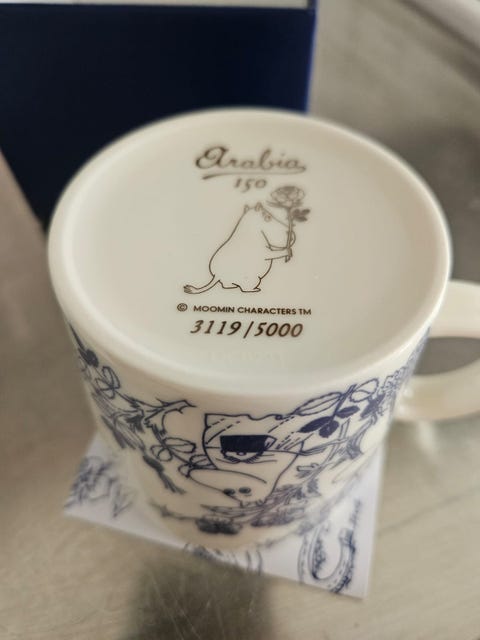 Arabia
150
© MOOMIN CHARACTERS TM
3119/5000